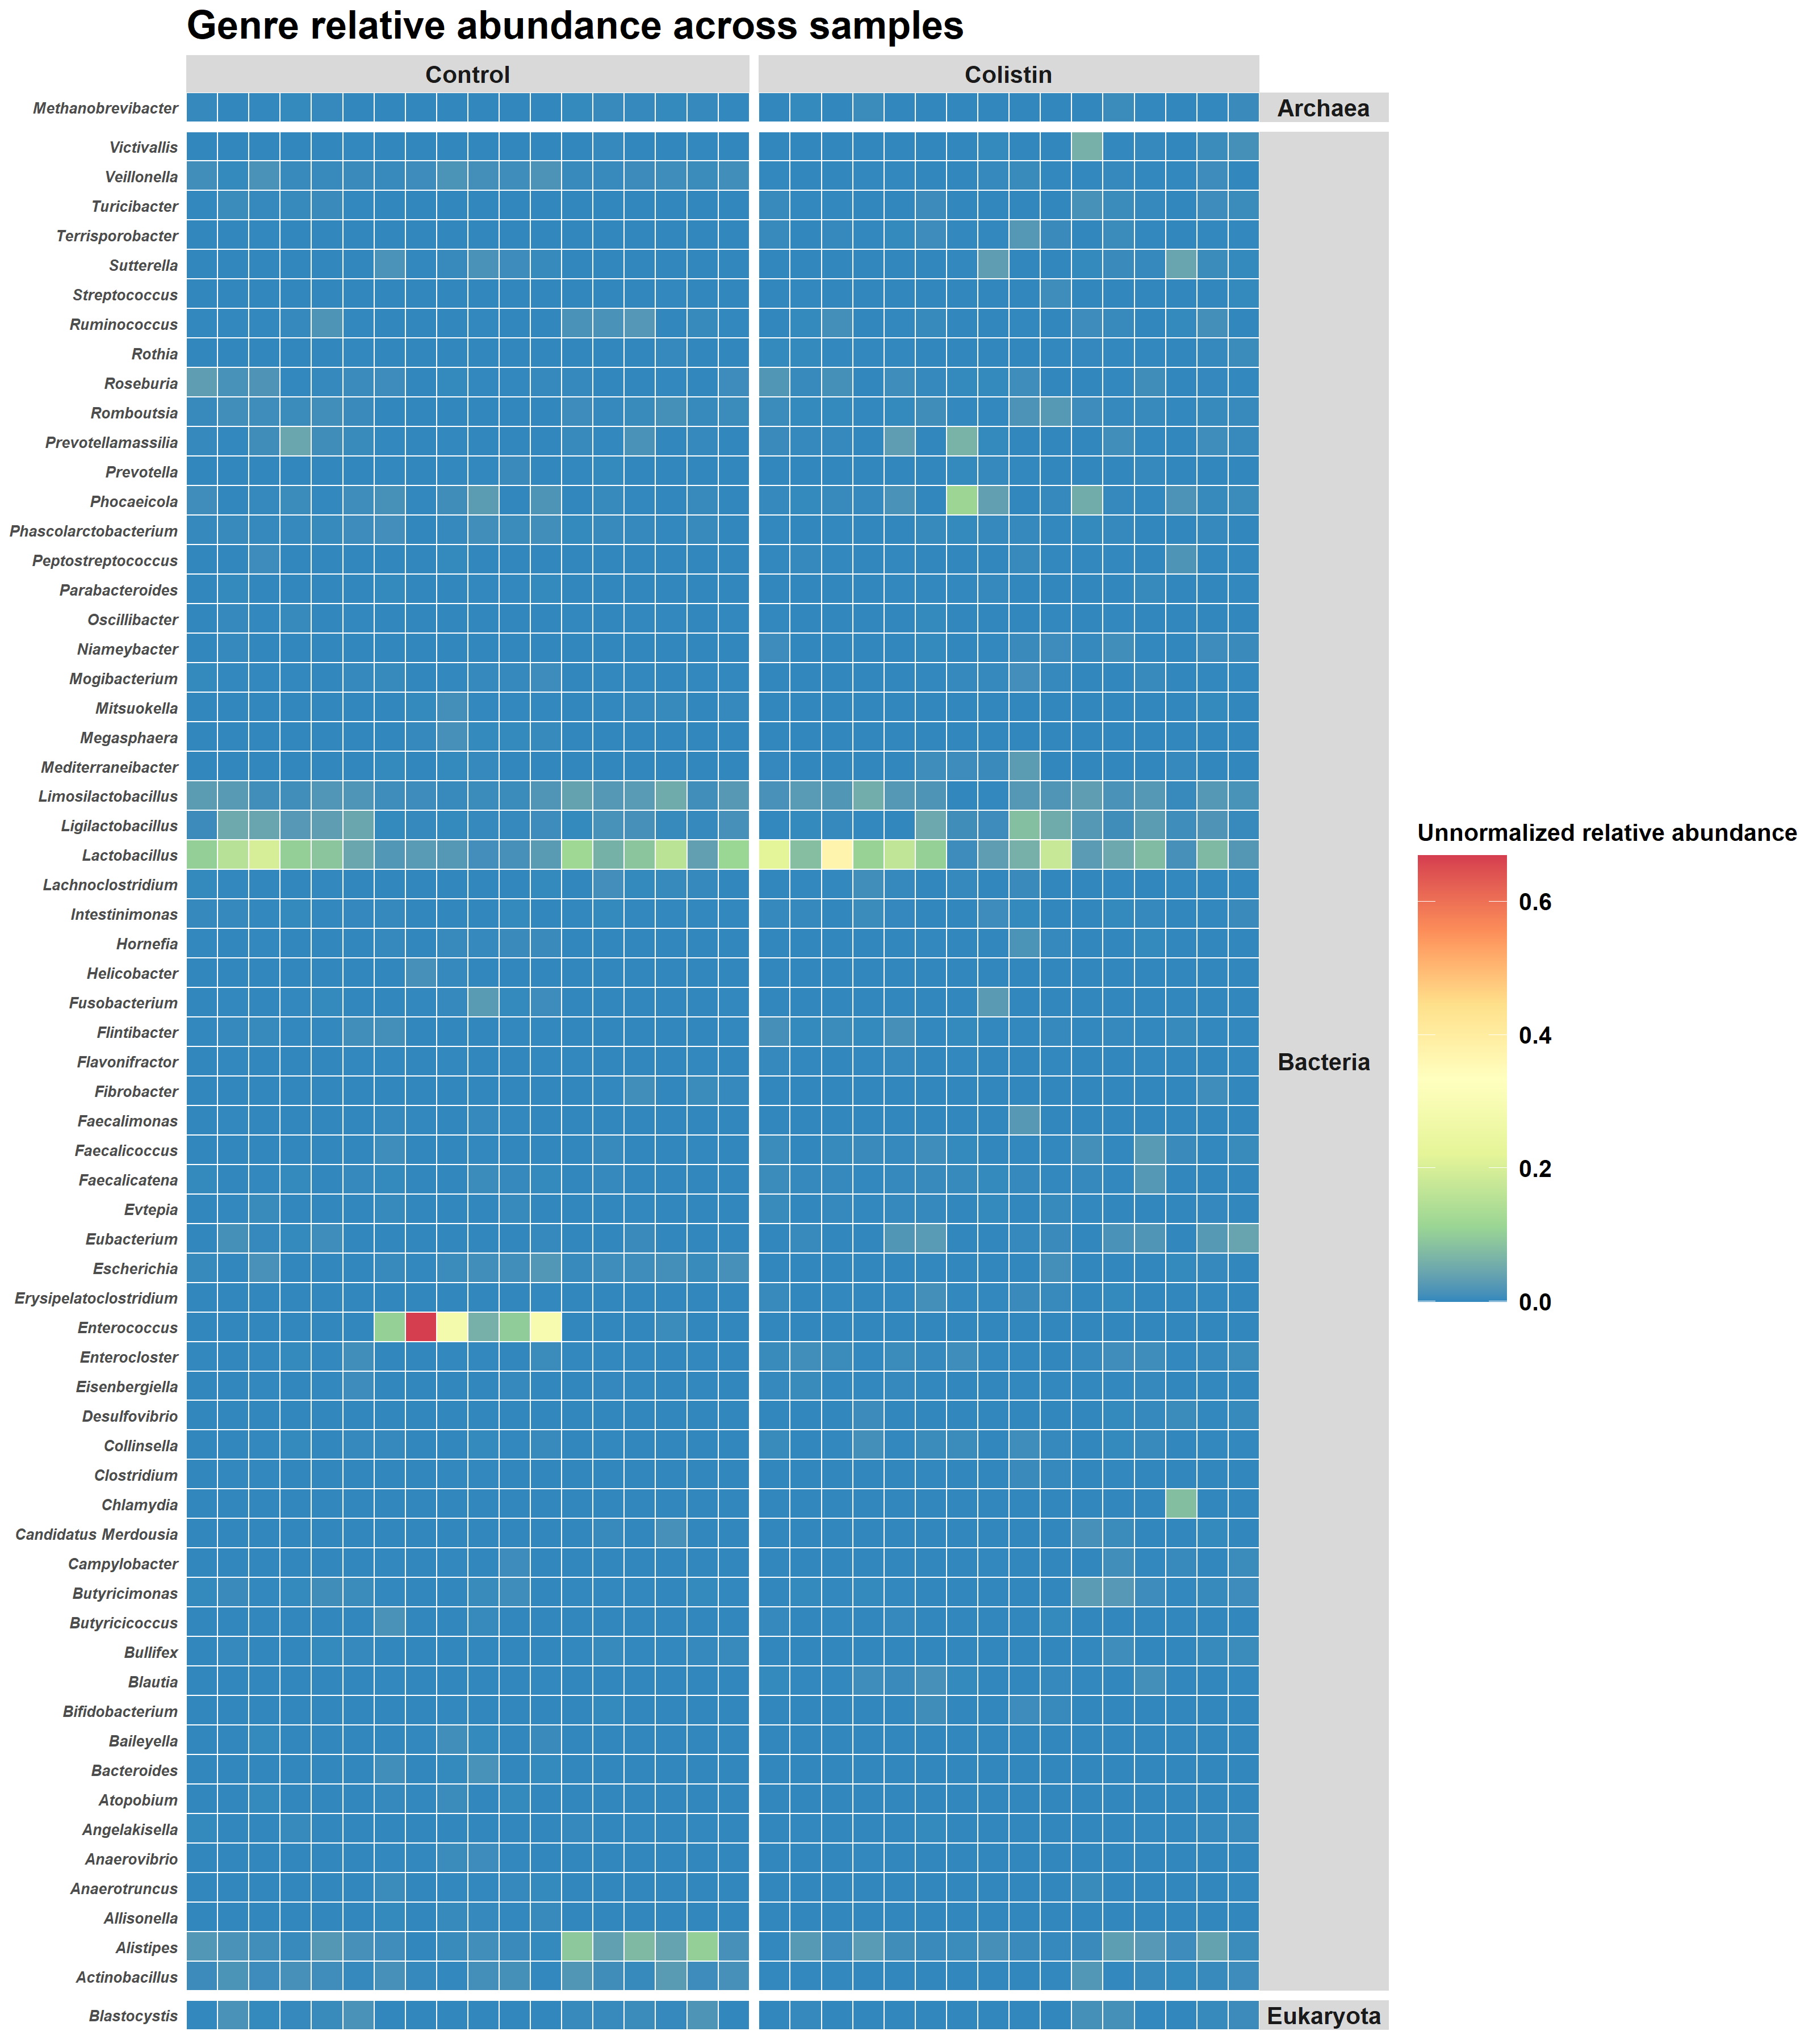 Genre relative abundance across samples
Control
Colistin
Methanobrevibacter
Archaea
Victivallis
Veillonella
Turicibacter
Terrisporobacter
Sutterella
Streptococcus
Ruminococcus
Rothia
Roseburia
Romboutsia
Prevotellamassilia
Prevotella
Phocaeicola
Phascolarctobacterium
Peptostreptococcus
Parabacteroides
Oscillibacter
Niameybacter
Mogibacterium
Mitsuokella
Megasphaera
Mediterraneibacter
Limosilactobacillus
Ligilactobacillus
Lactobacillus
Lachnoclostridium
Intestinimonas
Hornefia
Helicobacter
Fusobacterium
Flintibacter
Flavonifractor
Fibrobacter
Faecalimonas
Faecalicoccus
Faecalicatena
Evtepia
Eubacterium
Escherichia
Erysipelatoclostridium
Enterococcus
Enterocloster
Eisenbergiella
Desulfovibrio
Collinsella
Clostridium
Chlamydia
Candidatus Merdousia
Campylobacter
Butyricimonas
Butyricicoccus
Bullifex
Blautia
Bifidobacterium
Baileyella
Bacteroides
Atopobium
Angelakisella
Anaerovibrio
Anaerotruncus
Allisonella
Alistipes
Actinobacillus
Bacteria
Blastocystis
Eukaryota
Unnormalized relative abundance
0.6
0.4
0.2
0.0